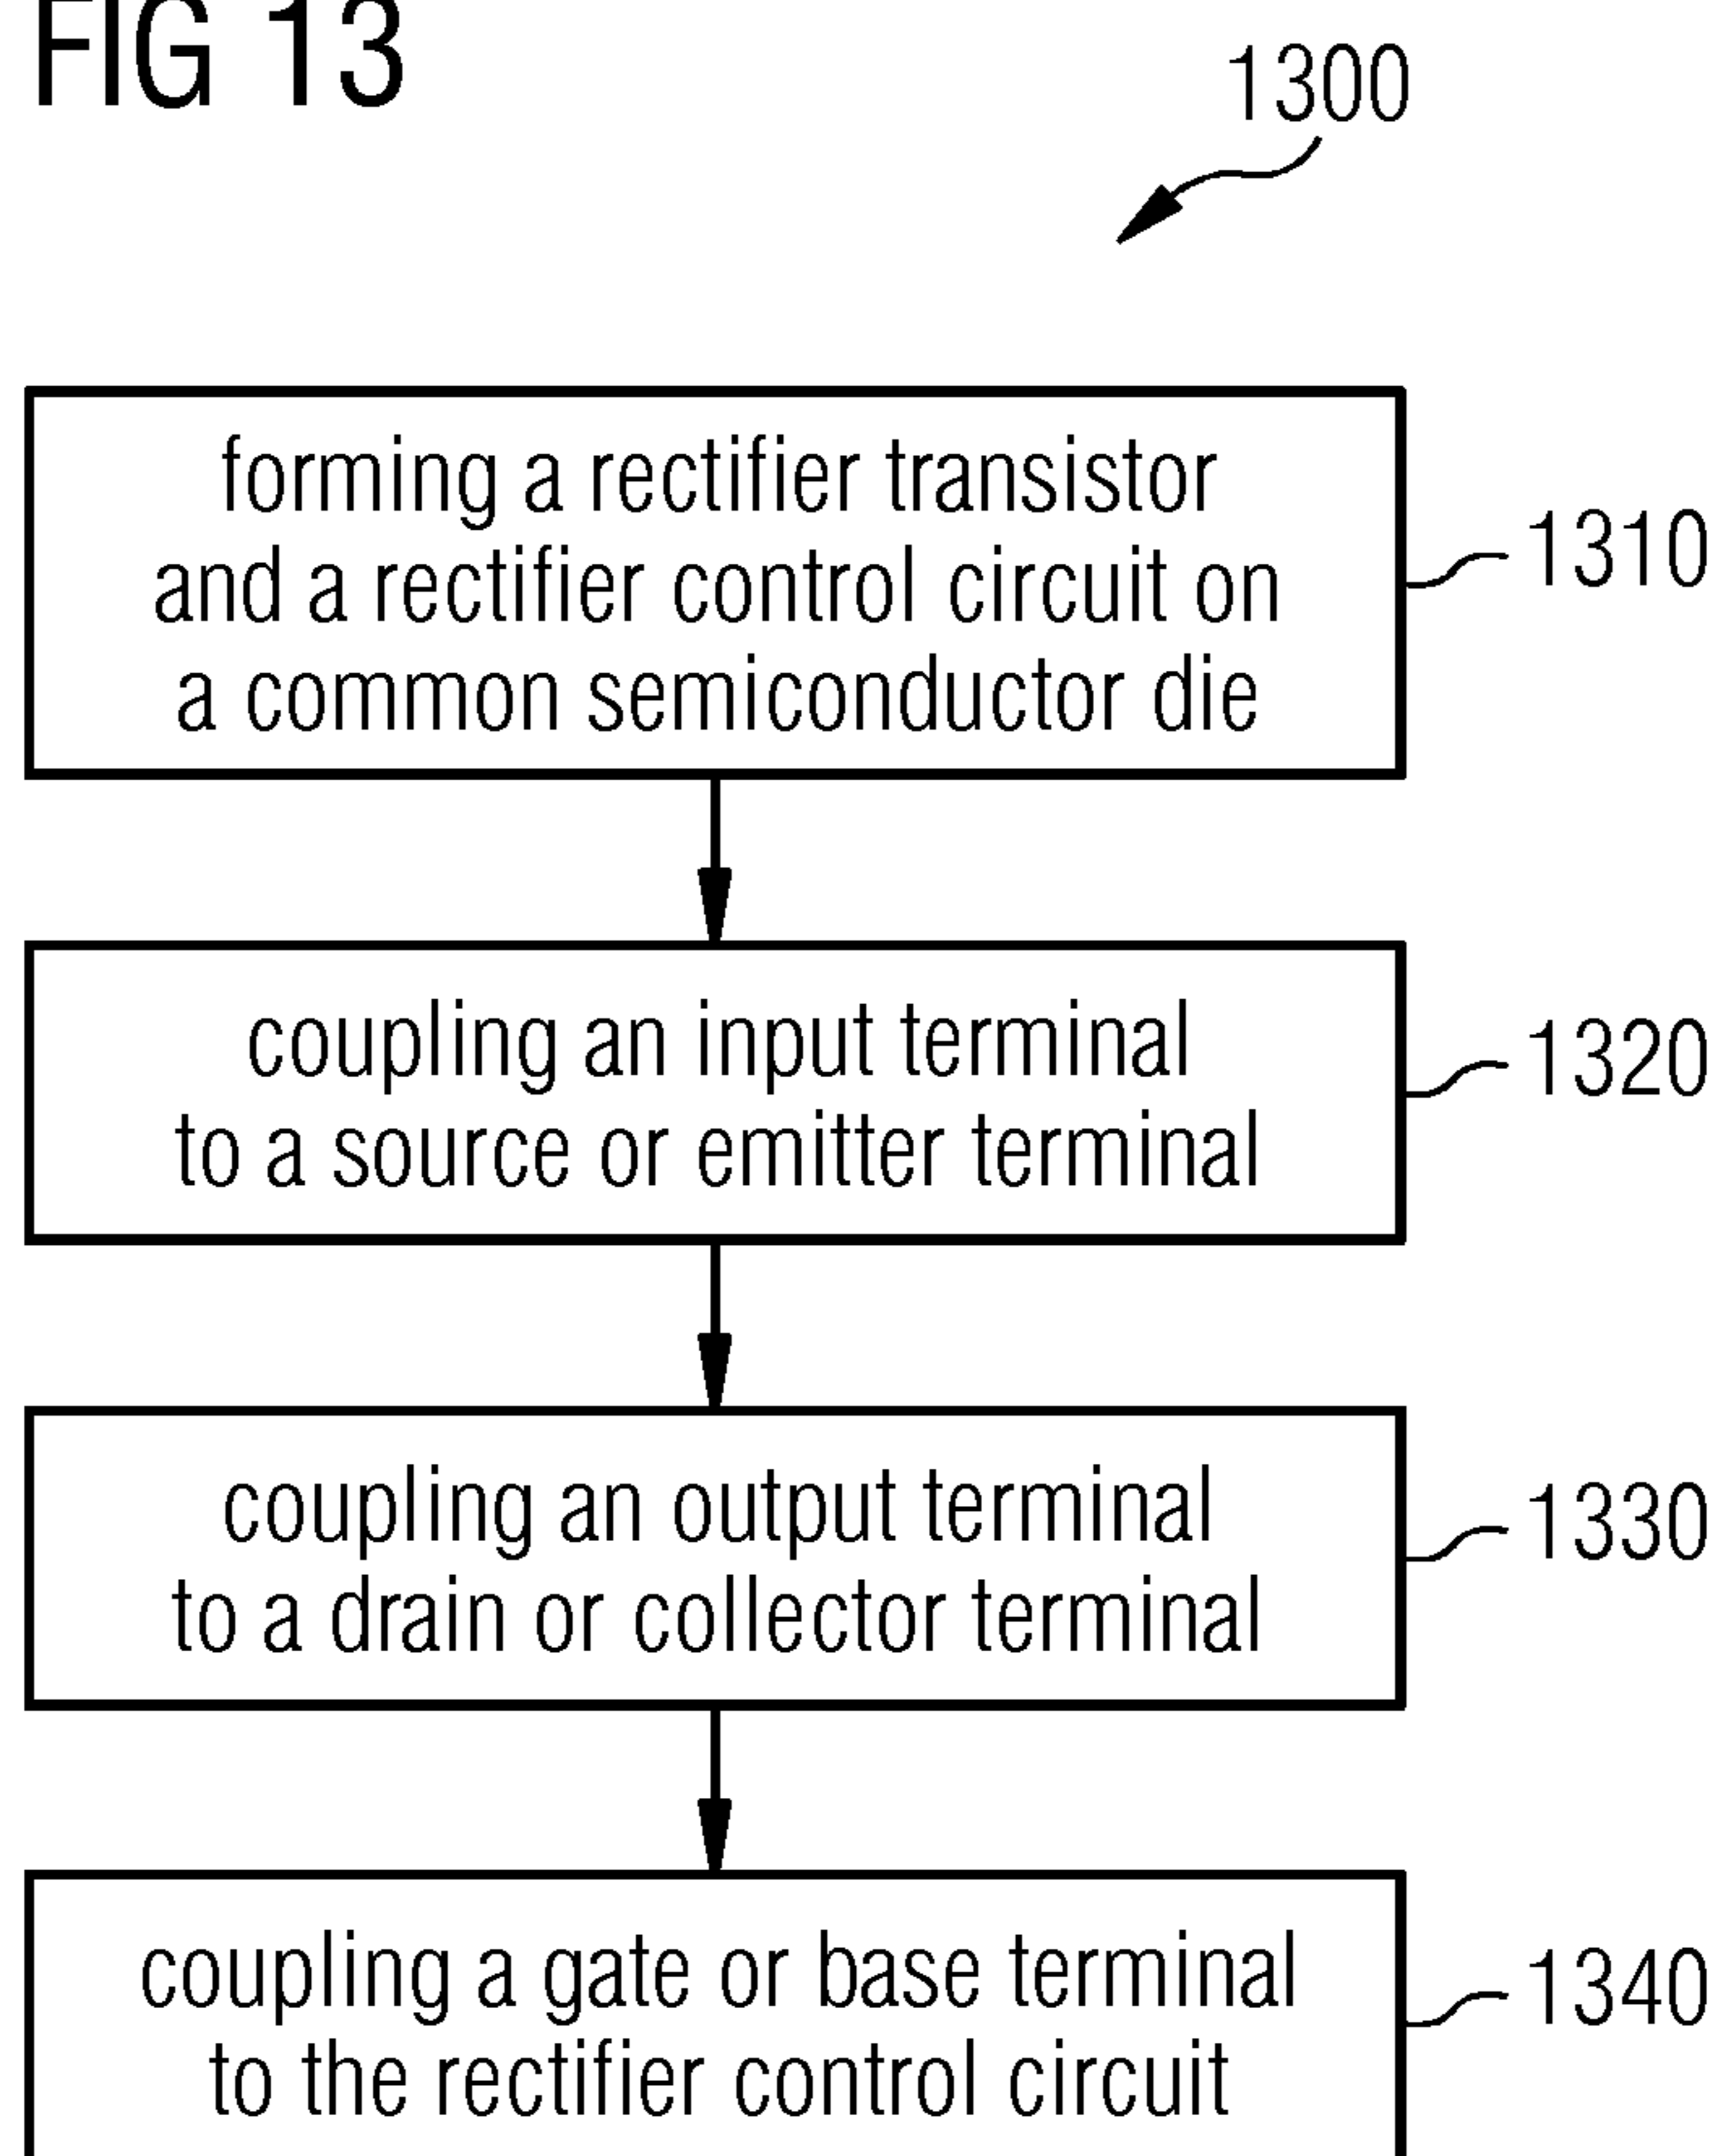 FIG 13
1300
forming a rectifier transistor
and a rectifier control circuit on
a common semiconductor die
1310
coupling an input terminal
to a source or emitter terminal
1320
coupling an output terminal
to a drain or collector terminal
1330
coupling a gate or base terminal
to the rectifier control circuit
1340